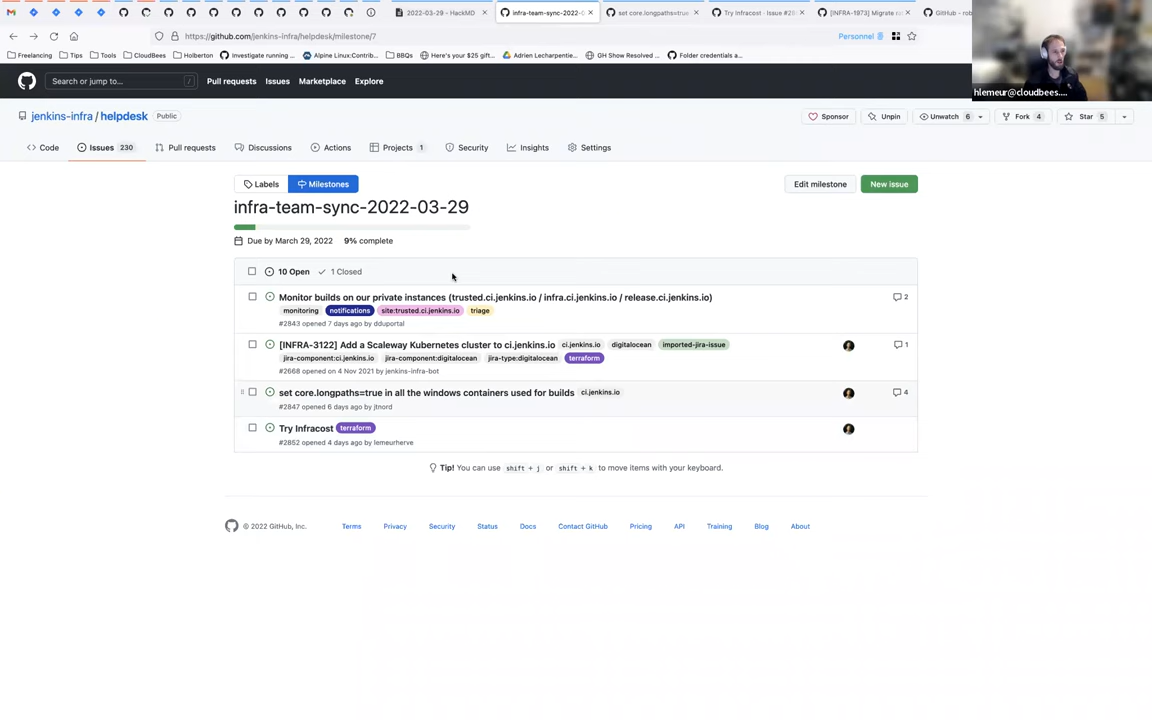 2022-03-29 - HackMD
infra-team-sync-2022-0
set core.longpaths=true
Try Infracost · Issue #28
[INFRA-1973] Migrate r
GitHub - rob
https://github.com/jenkins-infra/helpdesk/milestone/7
Personnel
Freelancing
Tips
Tools
CloudBees
Holberton
Investigate running ...
Alpine Linux:Contrib...
BBQs
Here's your $25 gift...
Adrien Lecharpentie...
GH Show Resolved ...
Folder credentials a...
hlemeur@cloudbees....
Search or jump to...
/
Pull requests
Issues
Marketplace
Explore
jenkins-infra / helpdesk
Public
Sponsor
Unpin
Unwatch 6
Fork 4
Star 5
Code
Issues 230
Pull requests
Discussions
Actions
Projects 1
Security
Insights
Settings
Labels
Milestones
Edit milestone
New issue
infra-team-sync-2022-03-29
Due by March 29, 2022 9% complete
10 Open
1 Closed
Monitor builds on our private instances (trusted.ci.jenkins.io / infra.ci.jenkins.io / release.ci.jenkins.io)
2
monitoring notifications site:trusted.ci.jenkins.io triage
#2843 opened 7 days ago by dduportal
[INFRA-3122] Add a Scaleway Kubernetes cluster to ci.jenkins.io ci.jenkins.io digitalocean imported-jira-issue
1
jira-component:ci.jenkins.io jira-component:digitalocean jira-type:digitalocean terraform
#2668 opened on 4 Nov 2021 by jenkins-infra-bot
set core.longpaths=true in all the windows containers used for builds ci.jenkins.io
4
#2847 opened 6 days ago by jtnord
Try Infracost terraform
#2852 opened 4 days ago by lemeurherve
Tip! You can use shift + j or shift + k to move items with your keyboard.
© 2022 GitHub, Inc.
Terms
Privacy
Security
Status
Docs
Contact GitHub
Pricing
API
Training
Blog
About